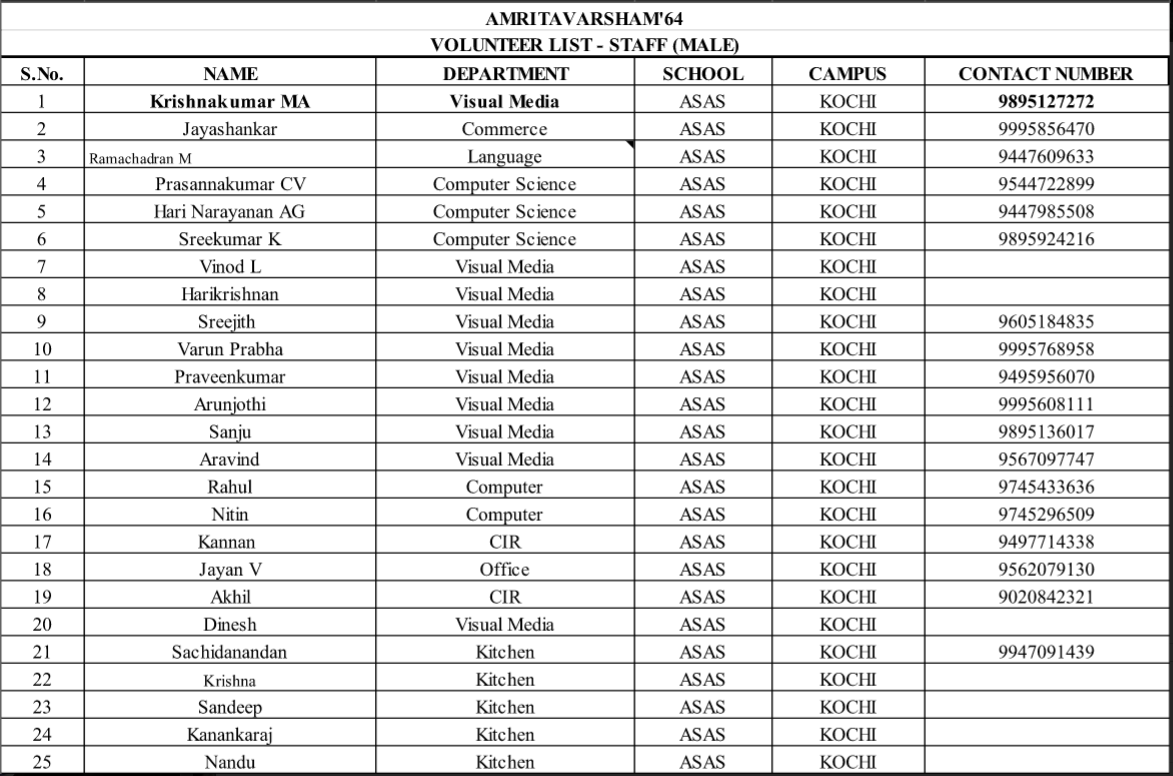 AMRITAVARSHAM'64
VOLUNTEER LIST - STAFF (MALE)
S.No. NAME DEPARTMENT SCHOOL CAMPUS CONTACT NUMBER
1 Krishnakumar MA Visual Media ASAS KOCHI 9895127272
2 Jayashankar Commerce ASAS KOCHI 9995856470
3 Ramachadran M Language ASAS KOCHI 9447609633
4 Prasannakumar CV Computer Science ASAS KOCHI 9544722899
5 Hari Narayanan AG Computer Science ASAS KOCHI 9447985508
6 Sreekumar K Computer Science ASAS KOCHI 9895924216
7 Vinod L Visual Media ASAS KOCHI
8 Harikrishnan Visual Media ASAS KOCHI
9 Sreejith Visual Media ASAS KOCHI 9605184835
10 Varun Prabha Visual Media ASAS KOCHI 9995768958
11 Praveenkumar Visual Media ASAS KOCHI 9495956070
12 Arunjothi Visual Media ASAS KOCHI 9995608111
13 Sanju Visual Media ASAS KOCHI 9895136017
14 Aravind Visual Media ASAS KOCHI 9567097747
15 Rahul Computer ASAS KOCHI 9745433636
16 Nitin Computer ASAS KOCHI 9745296509
17 Kannan CIR ASAS KOCHI 9497714338
18 Jayan V Office ASAS KOCHI 9562079130
19 Akhil CIR ASAS KOCHI 9020842321
20 Dinesh Visual Media ASAS KOCHI
21 Sachidanandan Kitchen ASAS KOCHI 9947091439
22 Krishna Kitchen ASAS KOCHI
23 Sandeep Kitchen ASAS KOCHI
24 Kanankaraj Kitchen ASAS KOCHI
25 Nandu Kitchen ASAS KOCHI